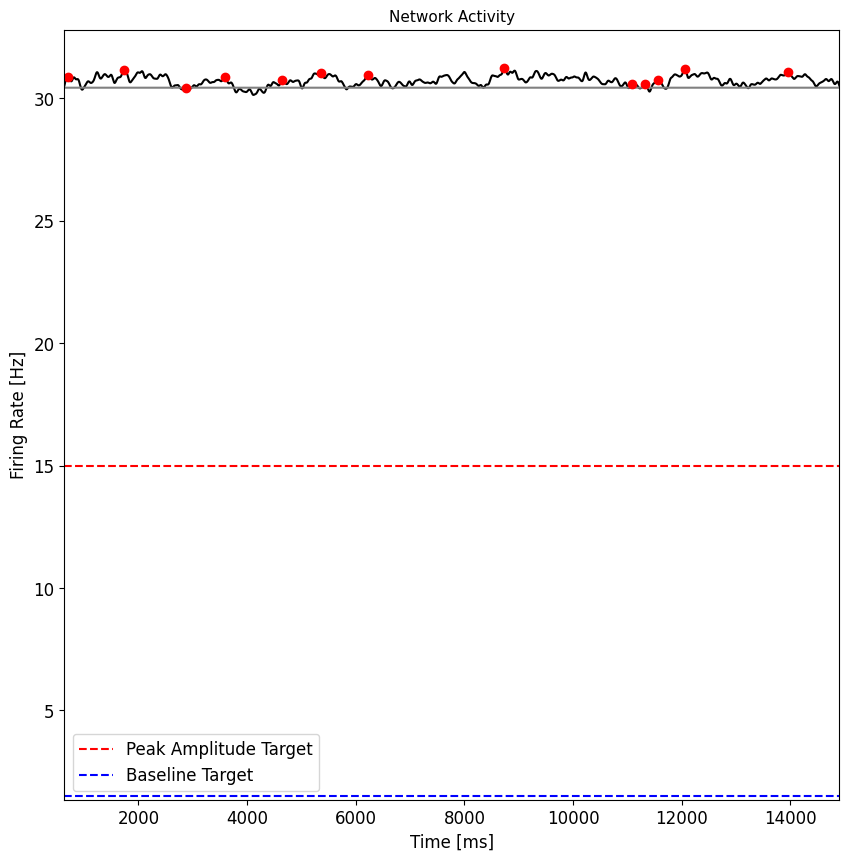 Network Activity
30
25
20
15
10
5
Firing Rate [Hz]
Peak Amplitude Target
Baseline Target
2000 4000 6000 8000 10000 12000 14000
Time [ms]